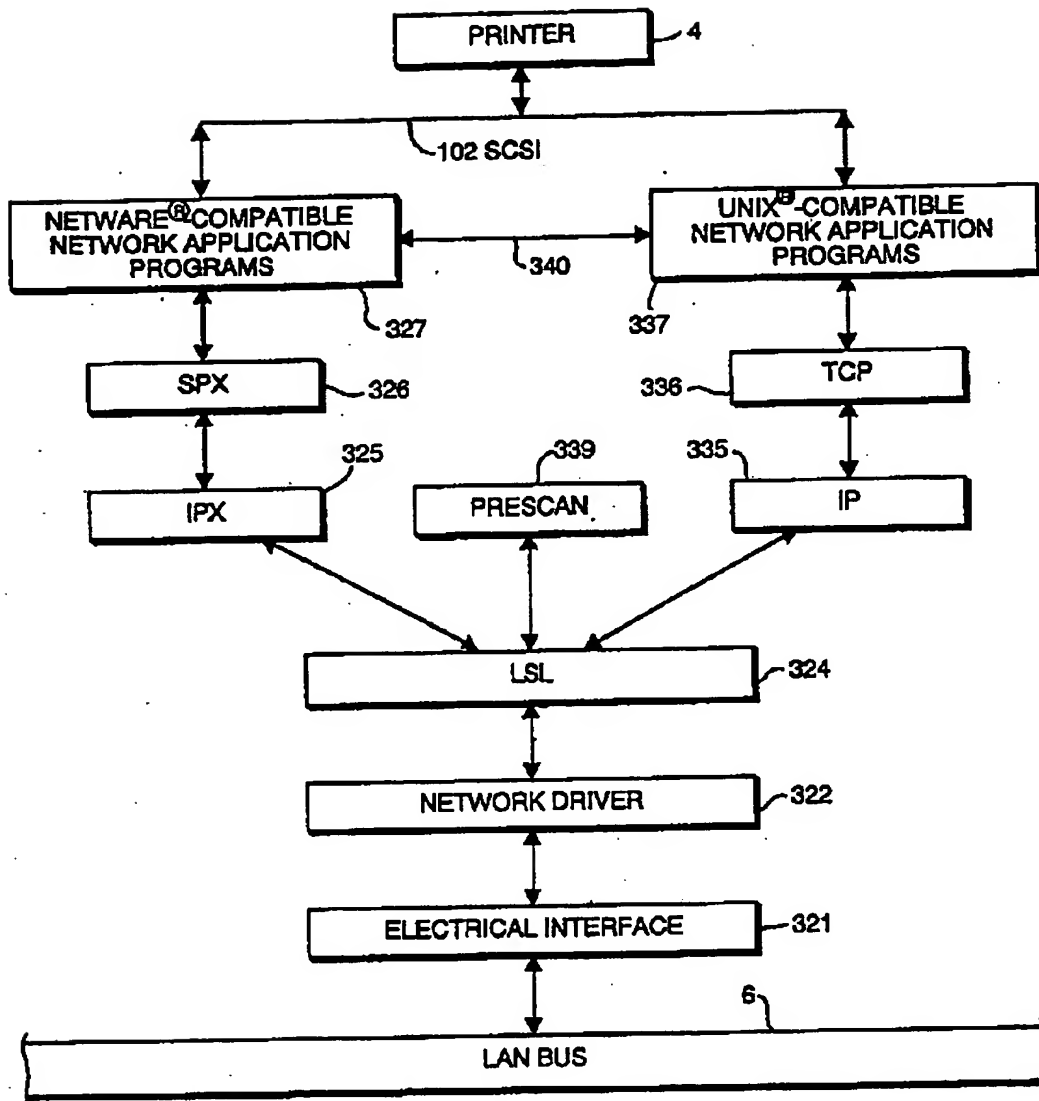 PRINTER
4
102 SCSI
NETWARE®-COMPATIBLE
NETWORK APPLICATION
PROGRAMS
UNIX®-COMPATIBLE
NETWORK APPLICATION
PROGRAMS
340
327
337
SPX
326
TCP
336
325
339
335
IPX
PRESCAN
IP
LSL
324
NETWORK DRIVER
322
ELECTRICAL INTERFACE
321
6
LAN BUS